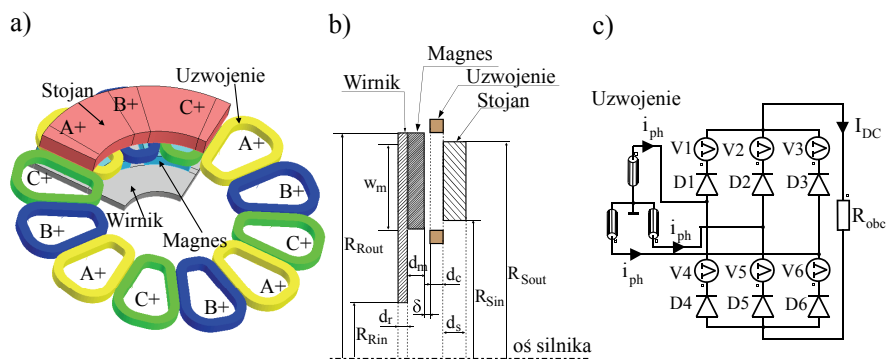 a)
Stojan
Uzwojenie
B+
C+
A+
A+
C+
B+
B+
Wirnik
C+
Magnes
A+
A+
C+
B+
b)
Magnes
Wirnik
Uzwojenie
Stojan
w_m
R_Rout
d_m
d_c
R_Sout
R_Sin
d_r
δ
d_s
R_Rin
oś silnika
c)
Uzwojenie
i_ph
V1
V2
V3
I_DC
D1
D2
D3
R_obc
i_ph
i_ph
V4
V5
V6
D4
D5
D6